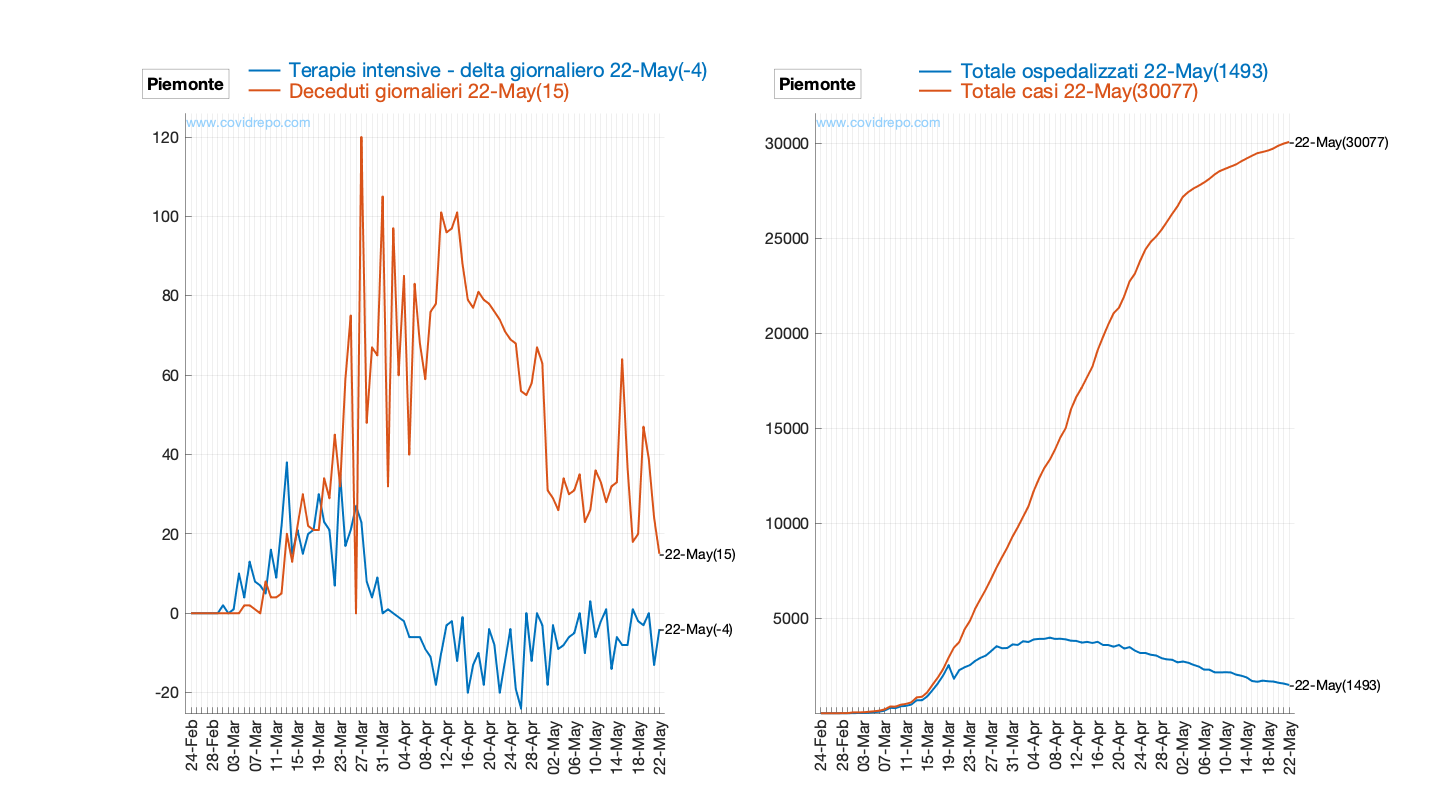 Piemonte
Terapie intensive - delta giornaliero 22-May(-4)
Deceduti giornalieri 22-May(15)
www.covidrepo.com
120
100
80
60
40
20
0
-20
22-May(15)
22-May(-4)
24-Feb
28-Feb
03-Mar
07-Mar
11-Mar
15-Mar
19-Mar
23-Mar
27-Mar
31-Mar
04-Apr
08-Apr
12-Apr
16-Apr
20-Apr
24-Apr
28-Apr
02-May
06-May
10-May
14-May
18-May
22-May
Piemonte
Totale ospedalizzati 22-May(1493)
Totale casi 22-May(30077)
www.covidrepo.com
30000
25000
20000
15000
10000
5000
22-May(30077)
22-May(1493)
24-Feb
28-Feb
03-Mar
07-Mar
11-Mar
15-Mar
19-Mar
23-Mar
27-Mar
31-Mar
04-Apr
08-Apr
12-Apr
16-Apr
20-Apr
24-Apr
28-Apr
02-May
06-May
10-May
14-May
18-May
22-May